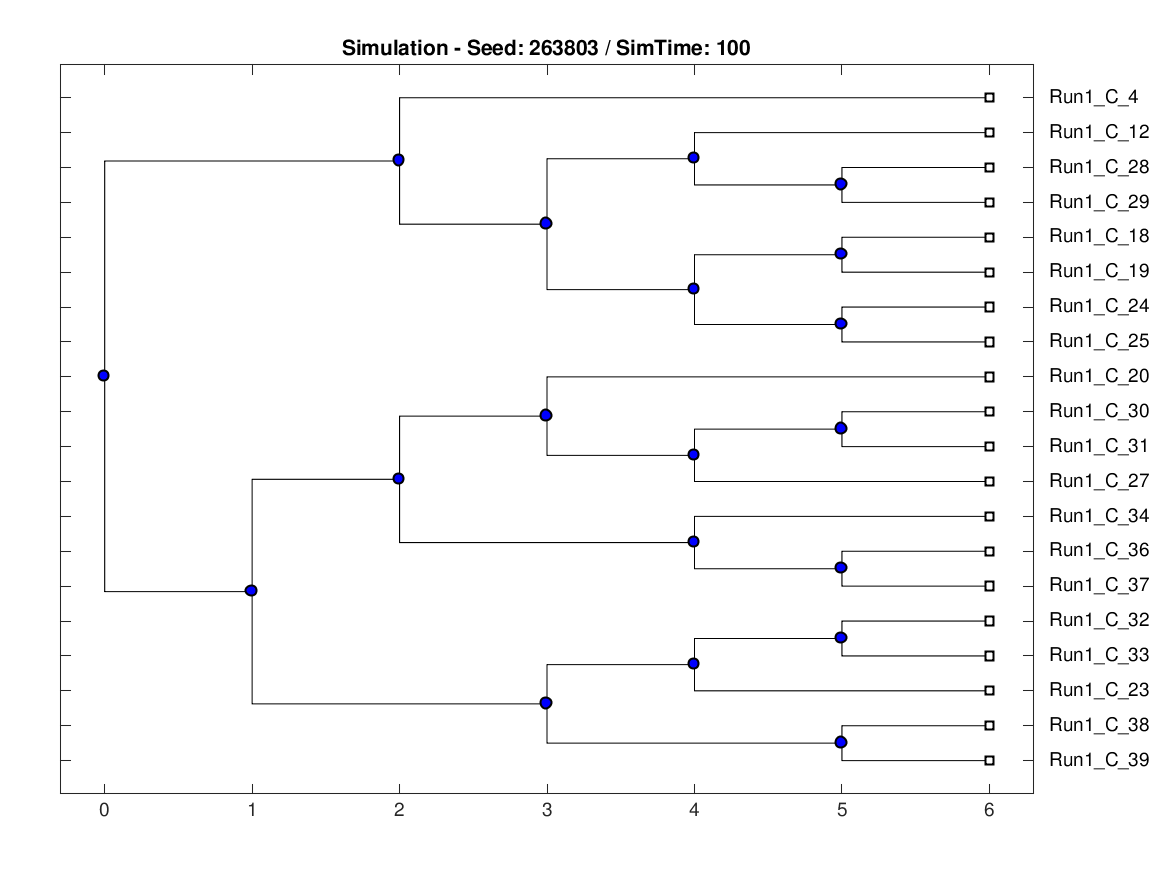 Simulation - Seed: 263803 / SimTime: 100
Run1_C_4
Run1_C_12
Run1_C_28
Run1_C_29
Run1_C_18
Run1_C_19
Run1_C_24
Run1_C_25
Run1_C_20
Run1_C_30
Run1_C_31
Run1_C_27
Run1_C_34
Run1_C_36
Run1_C_37
Run1_C_32
Run1_C_33
Run1_C_23
Run1_C_38
Run1_C_39
0 1 2 3 4 5 6